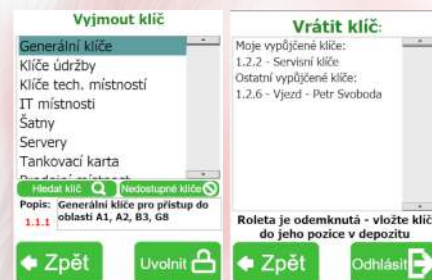 Vyjmout klíč
Generální klíče
Klíče údržby
Klíče tech. místností
IT místnosti
Šatny
Servery
Tankovací karta
Hledat klíč
Nedostupné klíče
Popis: Generální klíče pro přístup do
1.1.1 oblastí A1, A2, B3, G8
Zpět
Uvolnit
Vrátit klíč:
Moje vypůjčené klíče:
1.2.2 - Servisní klíče
Ostatní vypůjčené klíče:
1.2.6 - Vjezd - Petr Svoboda
Roleta je odemknutá - vložte klíč
do jeho pozice v depozitu
Zpět
Odhlásit